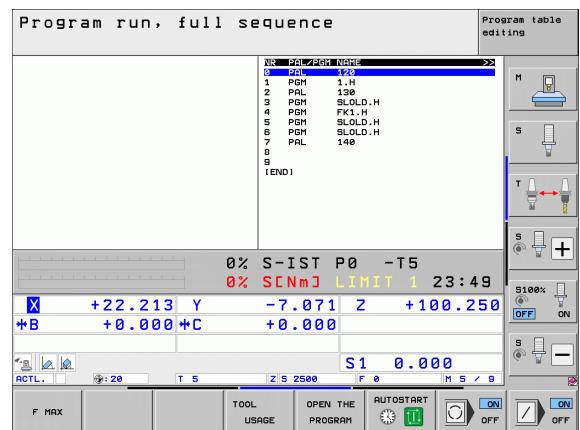 Program run, full sequence
Program table
editing
NR PAL/PGM NAME >>
0 PAL 120
1 PGM 1.H
2 PAL 130
3 PGM SLOLD.H
4 PGM FK1.H
5 PGM SLOLD.H
6 PGM SLOLD.H
7 PAL 140
8
9
[END]
M
S
T
S
S100%
OFF ON
S
0% S-IST P0 -T5
0% S[Nm] LIMIT 1 23:49
X +22.213 Y -7.071 Z +100.250
B +0.000 C +0.000
S1 0.000
ACTL. :20 T 5 Z S 2500 F 0 M 5 / 9
F MAX
TOOL
USAGE
OPEN THE
PROGRAM
AUTOSTART
ON
OFF
ON
OFF